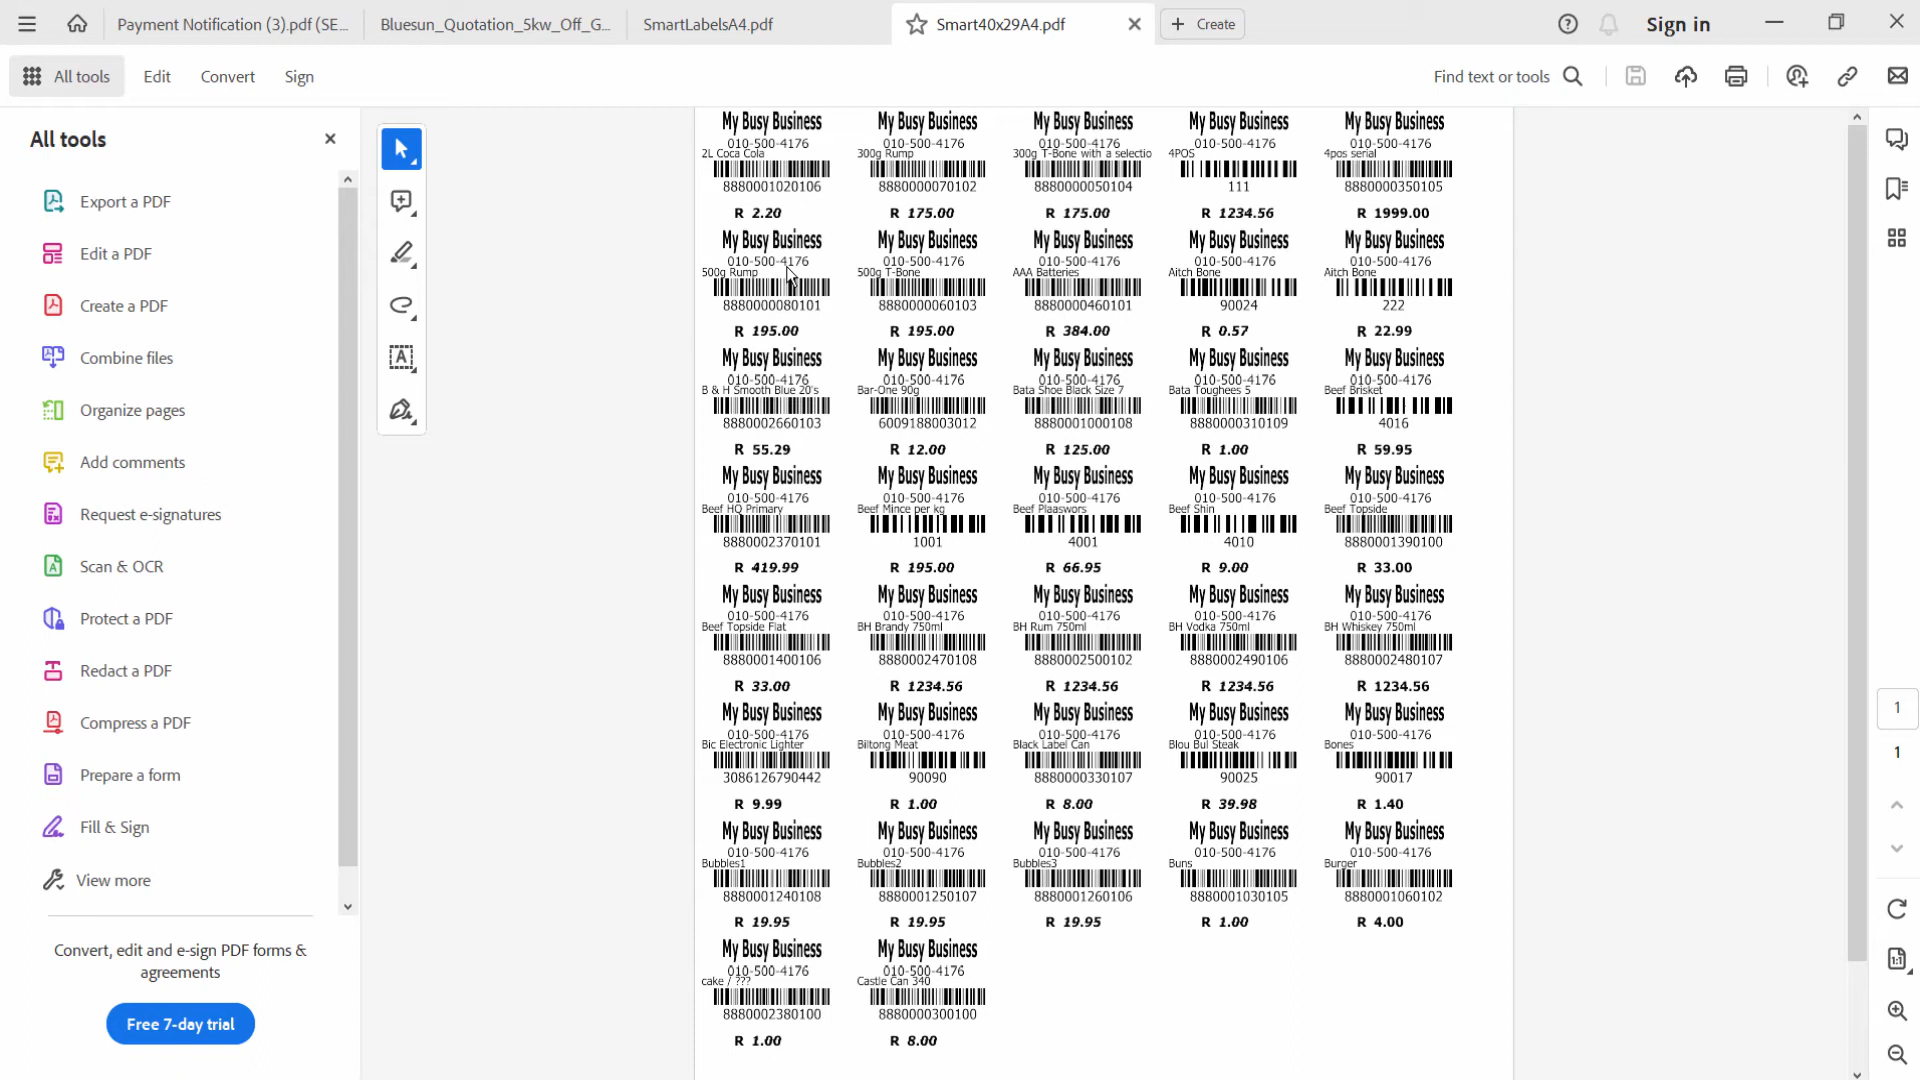 Payment Notification (3).pdf (SE...
Bluesun_Quotation_5kw_Off_G...
SmartLabelsA4.pdf
Smart40x29A4.pdf
Create
Sign in
All tools
Edit
Convert
Sign
Find text or tools
All tools
Export a PDF
Edit a PDF
Create a PDF
Combine files
Organize pages
Add comments
Request e-signatures
Scan & OCR
Protect a PDF
Redact a PDF
Compress a PDF
Prepare a form
Fill & Sign
View more
Convert, edit and e-sign PDF forms &
agreements
Free 7-day trial
My Busy Business My Busy Business My Busy Business My Busy Business My Busy Business
010-500-4176 010-500-4176 010-500-4176 010-500-4176 010-500-4176
2L Coca Cola 300g Rump 300g T-Bone with a selectio 4POS 4pos serial
8880001020106 8880000070102 8880000050104 111 8880000350105
R 2.20 R 175.00 R 175.00 R 1234.56 R 1999.00
My Busy Business My Busy Business My Busy Business My Busy Business My Busy Business
010-500-4176 010-500-4176 010-500-4176 010-500-4176 010-500-4176
500g Rump 500g T-Bone AAA Batteries Aitch Bone Aitch Bone
8880000080101 8880000060103 8880000460101 90024 222
R 195.00 R 195.00 R 384.00 R 0.57 R 22.99
My Busy Business My Busy Business My Busy Business My Busy Business My Busy Business
010-500-4176 010-500-4176 010-500-4176 010-500-4176 010-500-4176
B & H Smooth Blue 20's Bar-One 90g Bata Shoe Black Size 7 Bata Toughees 5 Beef Brisket
8880002660103 6009188003012 8880001000108 8880000310109 4016
R 55.29 R 12.00 R 125.00 R 1.00 R 59.95
My Busy Business My Busy Business My Busy Business My Busy Business My Busy Business
010-500-4176 010-500-4176 010-500-4176 010-500-4176 010-500-4176
Beef HQ Primary Beef Mince per kg Beef Plaaswors Beef Shin Beef Topside
8880002370101 1001 4001 4010 8880001390100
R 419.99 R 195.00 R 66.95 R 9.00 R 33.00
My Busy Business My Busy Business My Busy Business My Busy Business My Busy Business
010-500-4176 010-500-4176 010-500-4176 010-500-4176 010-500-4176
Beef Topside Flat BH Brandy 750ml BH Rum 750ml BH Vodka 750ml BH Whiskey 750ml
8880001400106 8880002470108 8880002500102 8880002490106 8880002480107
R 33.00 R 1234.56 R 1234.56 R 1234.56 R 1234.56
My Busy Business My Busy Business My Busy Business My Busy Business My Busy Business
010-500-4176 010-500-4176 010-500-4176 010-500-4176 010-500-4176
Bic Electronic Lighter Biltong Meat Black Label Can Blou Bul Steak Bones
3086126790442 90090 8880000330107 90025 90017
R 9.99 R 1.00 R 8.00 R 39.98 R 1.40
My Busy Business My Busy Business My Busy Business My Busy Business My Busy Business
010-500-4176 010-500-4176 010-500-4176 010-500-4176 010-500-4176
Bubbles1 Bubbles2 Bubbles3 Buns Burger
8880001240108 8880001250107 8880001260106 8880001030105 8880001060102
R 19.95 R 19.95 R 19.95 R 1.00 R 4.00
My Busy Business My Busy Business
010-500-4176 010-500-4176
cake / ??? Castle Can 340
8880002380100 8880000300100
R 1.00 R 8.00
1
1
1:1